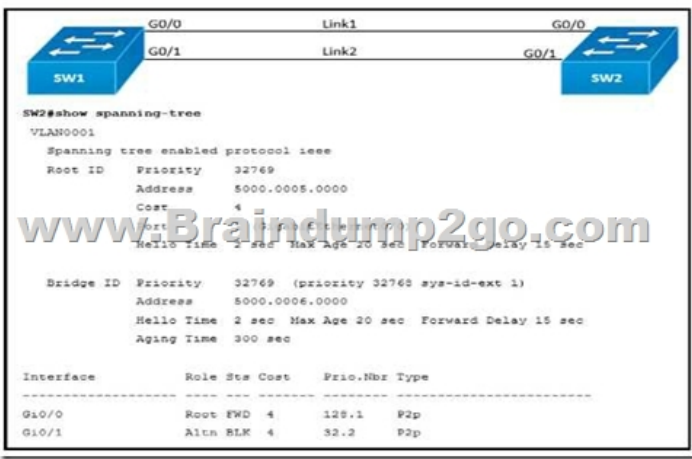 G0/0 Link1 G0/0
G0/1 Link2 G0/1
SW1 SW2
SW2#show spanning-tree
VLAN0001
Spanning tree enabled protocol ieee
Root ID Priority 32769
Address 5000.0005.0000
Cost 4
www.Braindump2go.com
Hello Time 2 sec Max Age 20 sec Forward Delay 15 sec
Bridge ID Priority 32769 (priority 32768 sys-id-ext 1)
Address 5000.0006.0000
Hello Time 2 sec Max Age 20 sec Forward Delay 15 sec
Aging Time 300 sec
Interface Role Sts Cost Prio.Nbr Type
------------------- ---- --- --------- -------- --------------------------------
Gi0/0 Root FWD 4 128.1 P2p
Gi0/1 Altn BLK 4 32.2 P2p